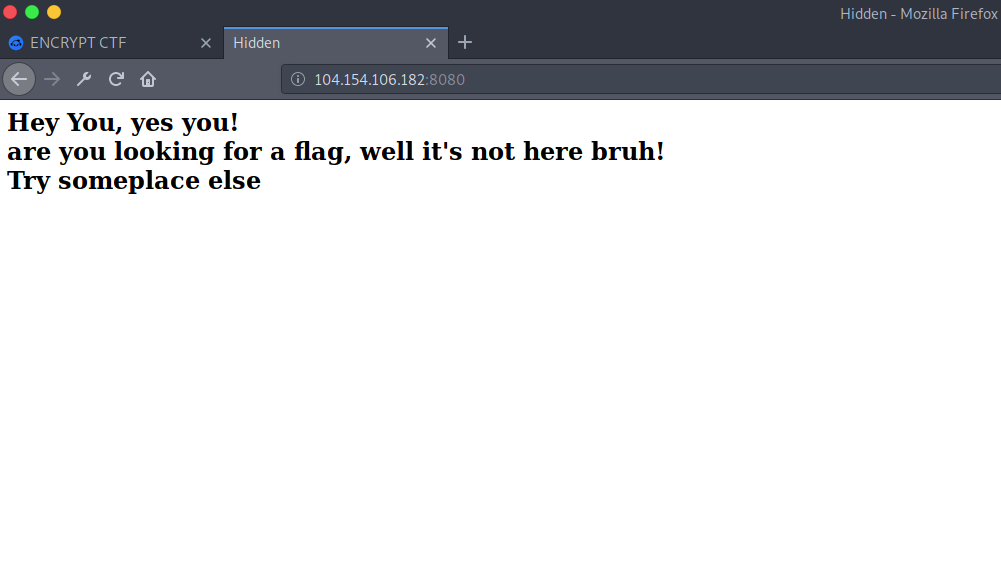 Hidden - Mozilla Firefox
ENCRYPT CTF
Hidden
104.154.106.182:8080
Hey You, yes you!
are you looking for a flag, well it's not here bruh!
Try someplace else